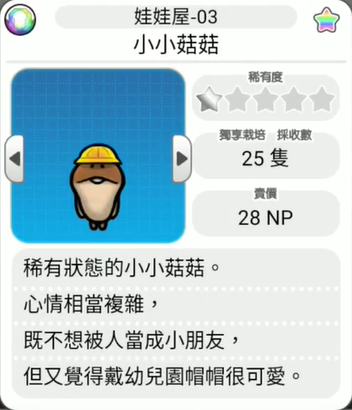 娃娃屋-03
小小菇菇
稀有度
獨享栽培 採收數
25 隻
賣價
28 NP
稀有狀態的小小菇菇。
心情相當複雜，
既不想被人當成小朋友，
但又覺得戴幼兒園帽帽很可愛。